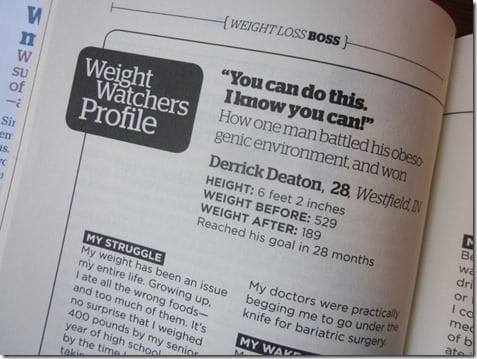 { WEIGHT LOSS BOSS }
Weight
Watchers
Profile
"You can do this.
I know you can!"
How one man battled his obeso-
genic environment, and won
Derrick Deaton, 28, Westfield, IN
HEIGHT: 6 feet 2 inches
WEIGHT BEFORE: 529
WEIGHT AFTER: 189
Reached his goal in 28 months
MY STRUGGLE
My weight has been an issue
my entire life. Growing up,
I ate all the wrong foods—
and too much of them. It's
no surprise that I weighed
400 pounds by my senior
year of high school
by the time I
My doctors were practically
begging me to go under the
knife for bariatric surgery.